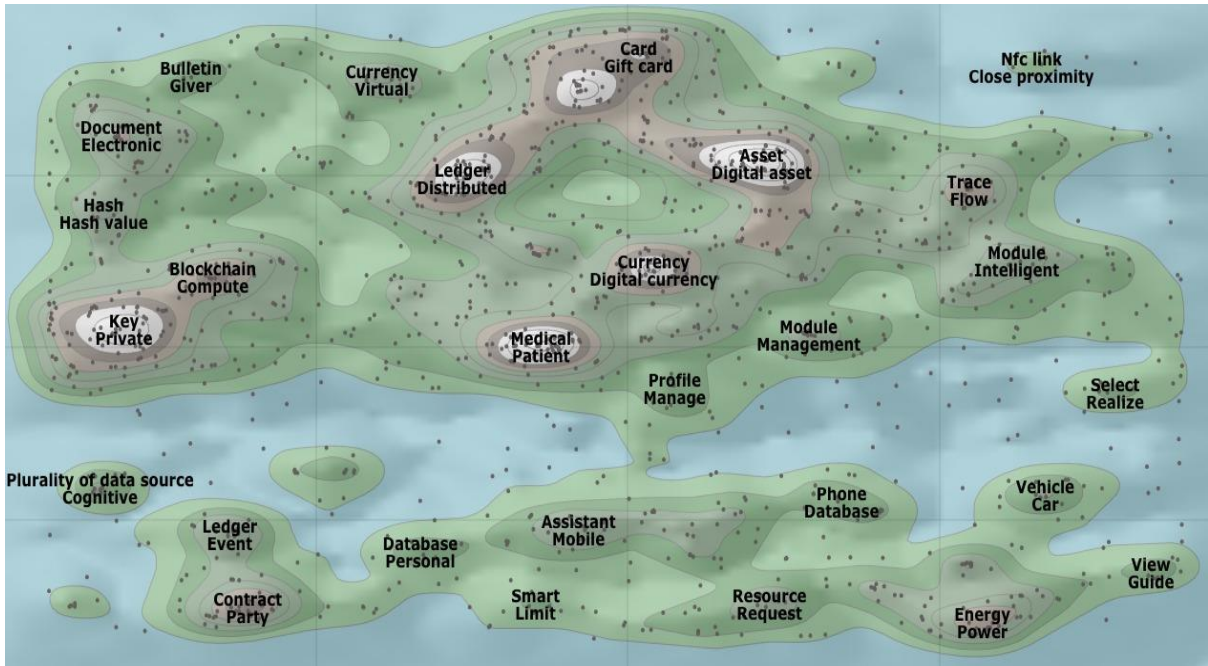 Card
Gift card
Nfc link
Close proximity
Bulletin
Giver
Currency
Virtual
Document
Electronic
Asset
Digital asset
Ledger
Distributed
Trace
Flow
Hash
Hash value
Module
Intelligent
Blockchain
Compute
Currency
Digital currency
Key
Private
Medical
Patient
Module
Management
Profile
Manage
Select
Realize
Plurality of data source
Cognitive
Vehicle
Car
Phone
Database
Ledger
Event
Assistant
Mobile
Database
Personal
View
Guide
Contract
Party
Smart
Limit
Resource
Request
Energy
Power